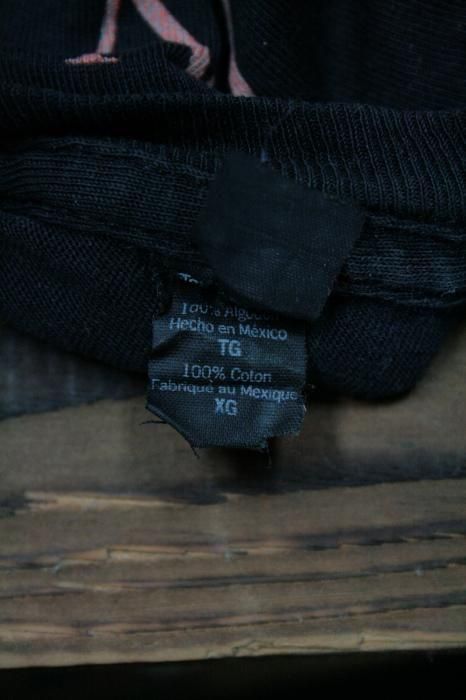 100% Algodón
Hecho en México
TG
100% Coton
Fabriqué au Mexique
XG